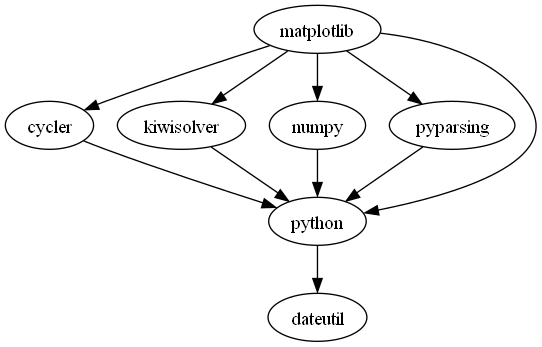 matplotlib
cycler
kiwisolver
numpy
pyparsing
python
dateutil